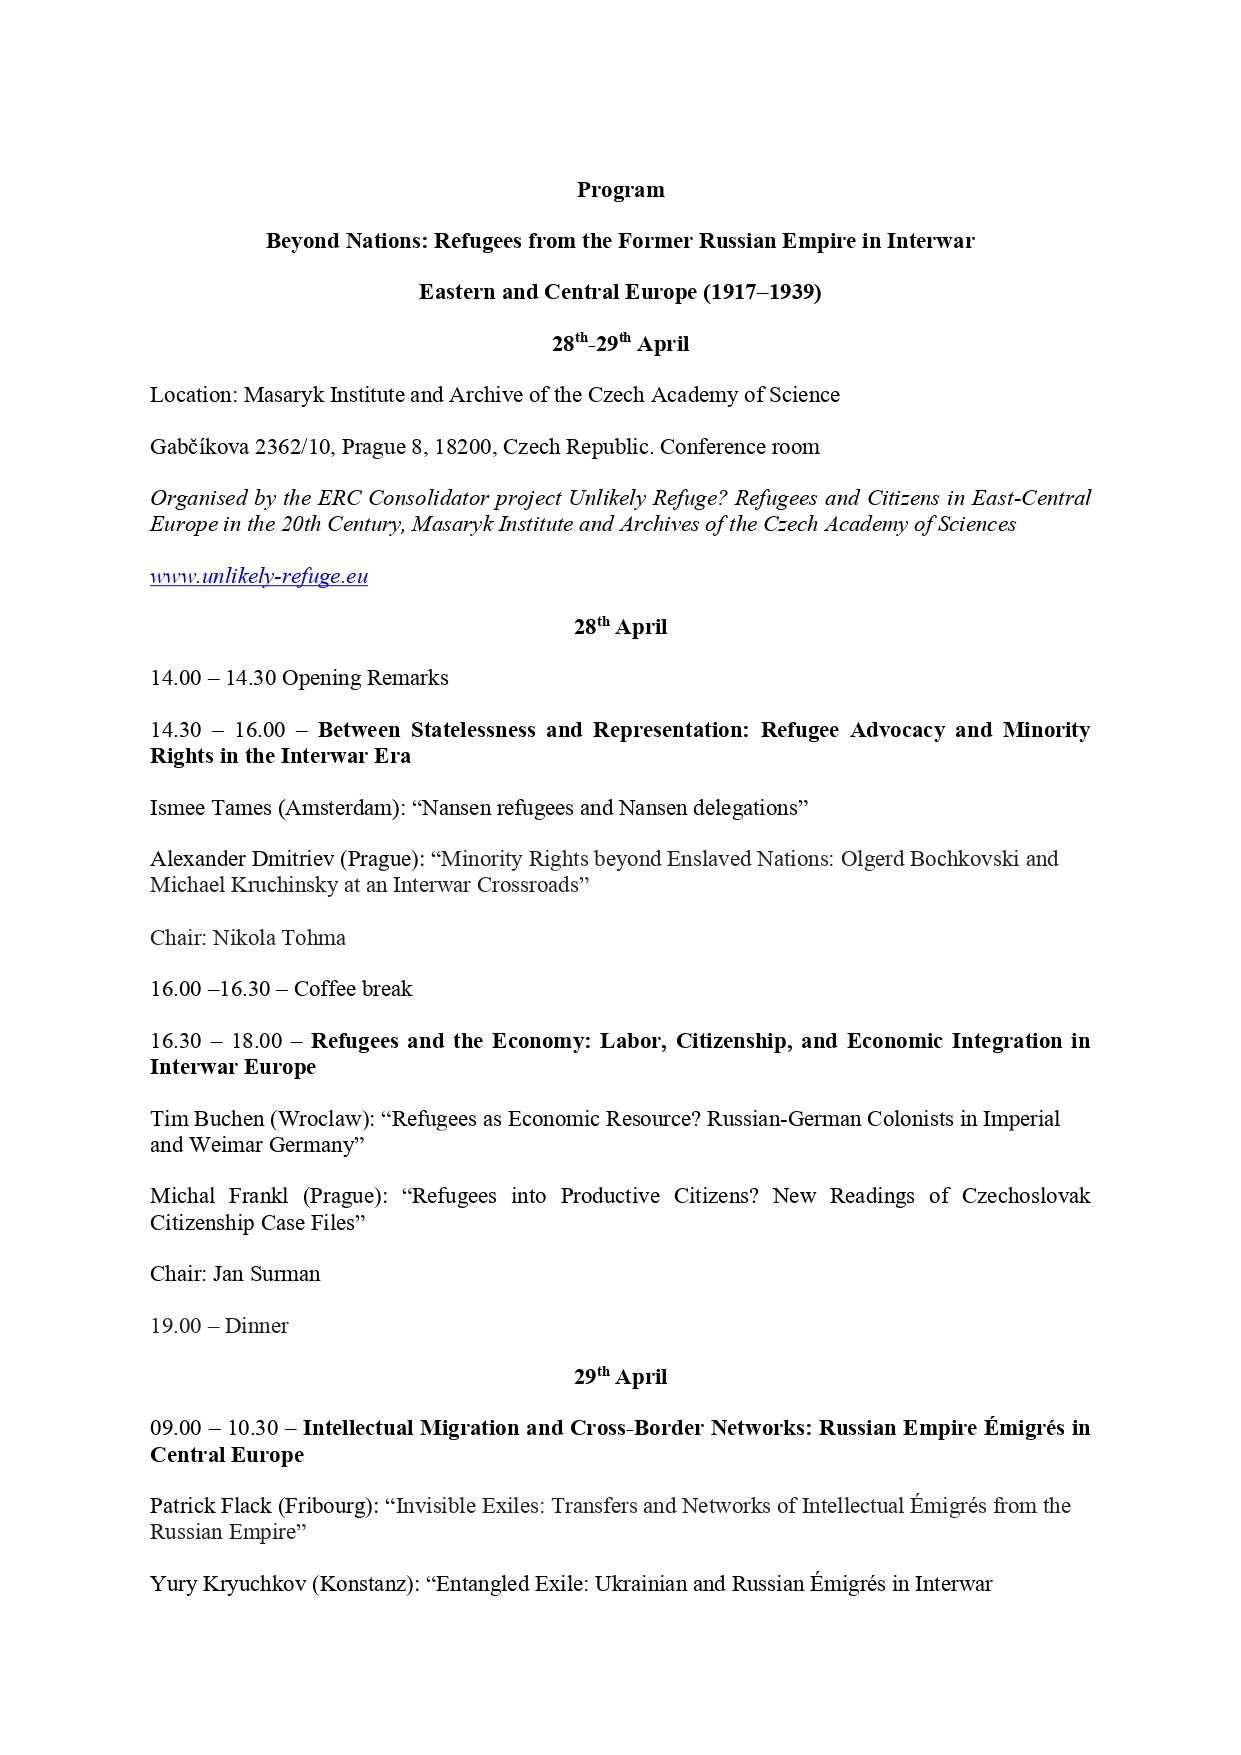 Program
Beyond Nations: Refugees from the Former Russian Empire in Interwar
Eastern and Central Europe (1917–1939)
28th-29th April
Location: Masaryk Institute and Archive of the Czech Academy of Science
Gabčíkova 2362/10, Prague 8, 18200, Czech Republic. Conference room
Organised by the ERC Consolidator project Unlikely Refuge? Refugees and Citizens in East-Central
Europe in the 20th Century, Masaryk Institute and Archives of the Czech Academy of Sciences
www.unlikely-refuge.eu
28th April
14.00 – 14.30 Opening Remarks
14.30 – 16.00 – Between Statelessness and Representation: Refugee Advocacy and Minority
Rights in the Interwar Era
Ismee Tames (Amsterdam): “Nansen refugees and Nansen delegations”
Alexander Dmitriev (Prague): “Minority Rights beyond Enslaved Nations: Olgerd Bochkovski and
Michael Kruchinsky at an Interwar Crossroads”
Chair: Nikola Tohma
16.00 –16.30 – Coffee break
16.30 – 18.00 – Refugees and the Economy: Labor, Citizenship, and Economic Integration in
Interwar Europe
Tim Buchen (Wroclaw): “Refugees as Economic Resource? Russian-German Colonists in Imperial
and Weimar Germany”
Michal Frankl (Prague): “Refugees into Productive Citizens? New Readings of Czechoslovak
Citizenship Case Files”
Chair: Jan Surman
19.00 – Dinner
29th April
09.00 – 10.30 – Intellectual Migration and Cross-Border Networks: Russian Empire Émigrés in
Central Europe
Patrick Flack (Fribourg): “Invisible Exiles: Transfers and Networks of Intellectual Émigrés from the
Russian Empire”
Yury Kryuchkov (Konstanz): “Entangled Exile: Ukrainian and Russian Émigrés in Interwar